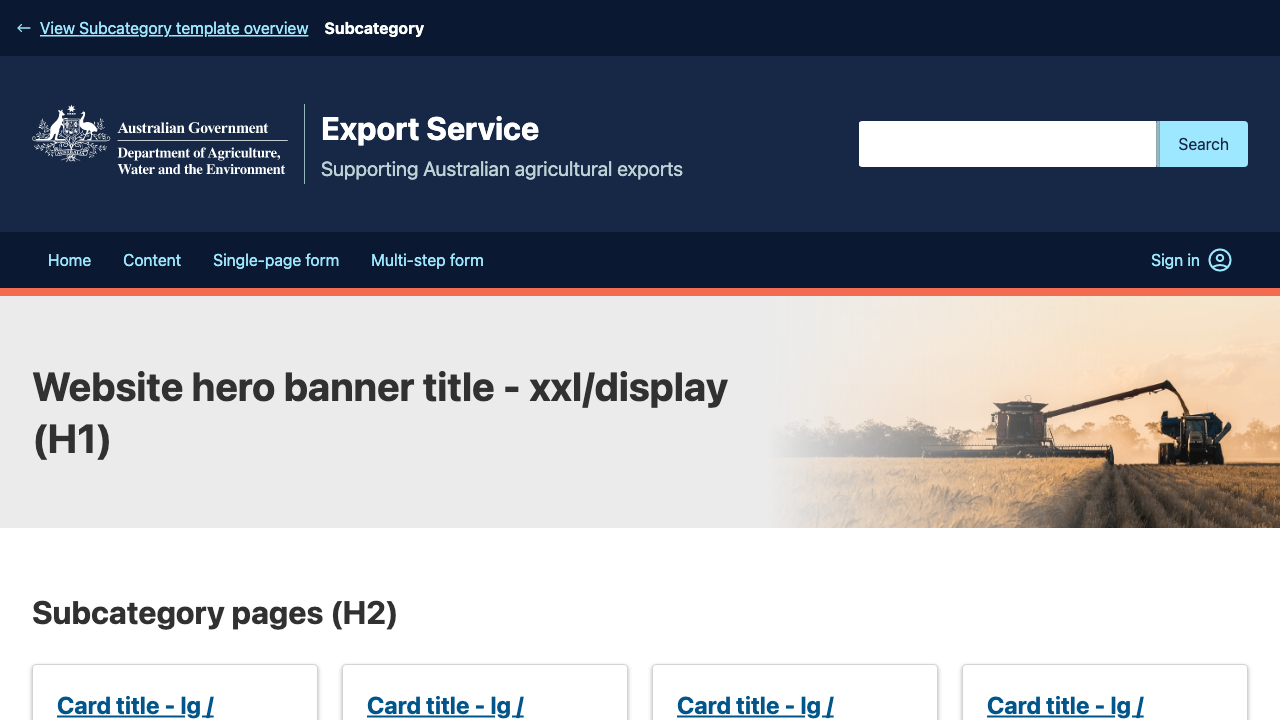 View Subcategory template overview Subcategory
Australian Government
Department of Agriculture,
Water and the Environment
Export Service
Supporting Australian agricultural exports
Search
Home Content Single-page form Multi-step form Sign in
Website hero banner title - xxl/display
(H1)
Subcategory pages (H2)
Card title - lg / Card title - lg / Card title - lg / Card title - lg /